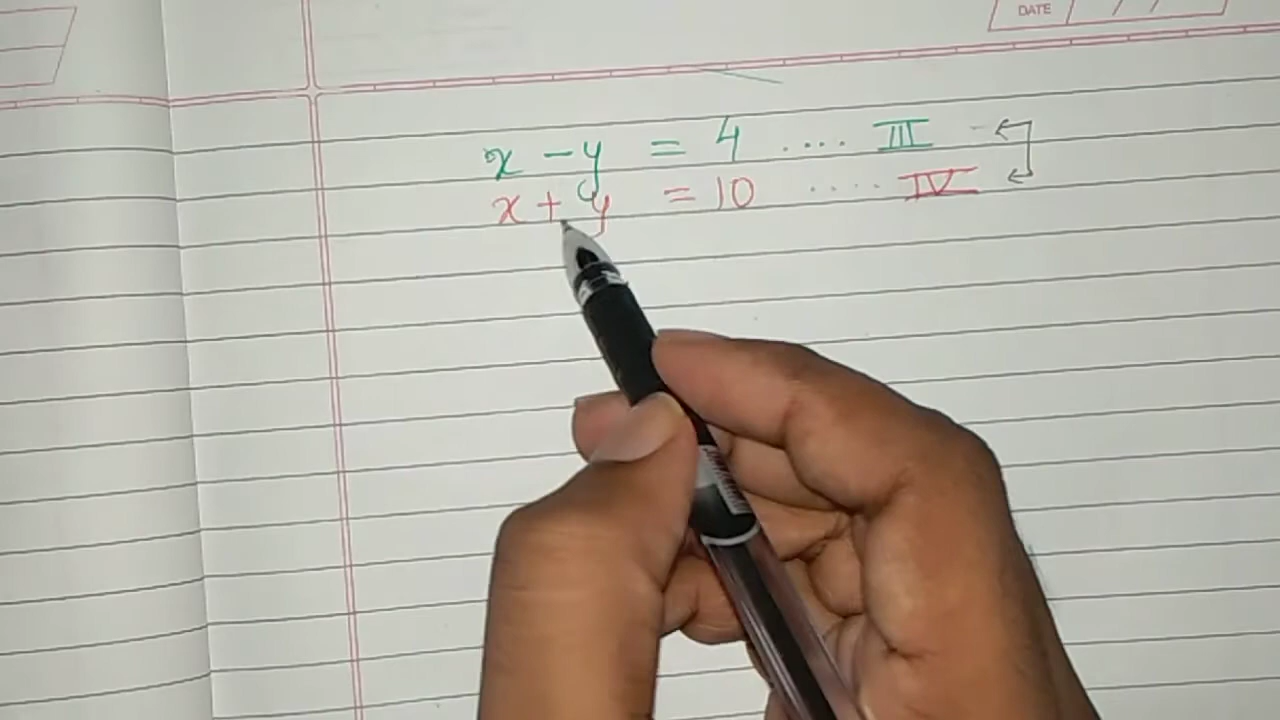 DATE / /
x - y = 4 .... III
x + y = 10 .... IV